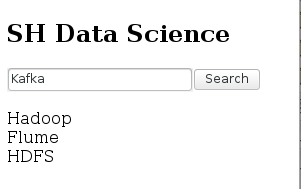 SH Data Science
Kafka
Search
Hadoop
Flume
HDFS